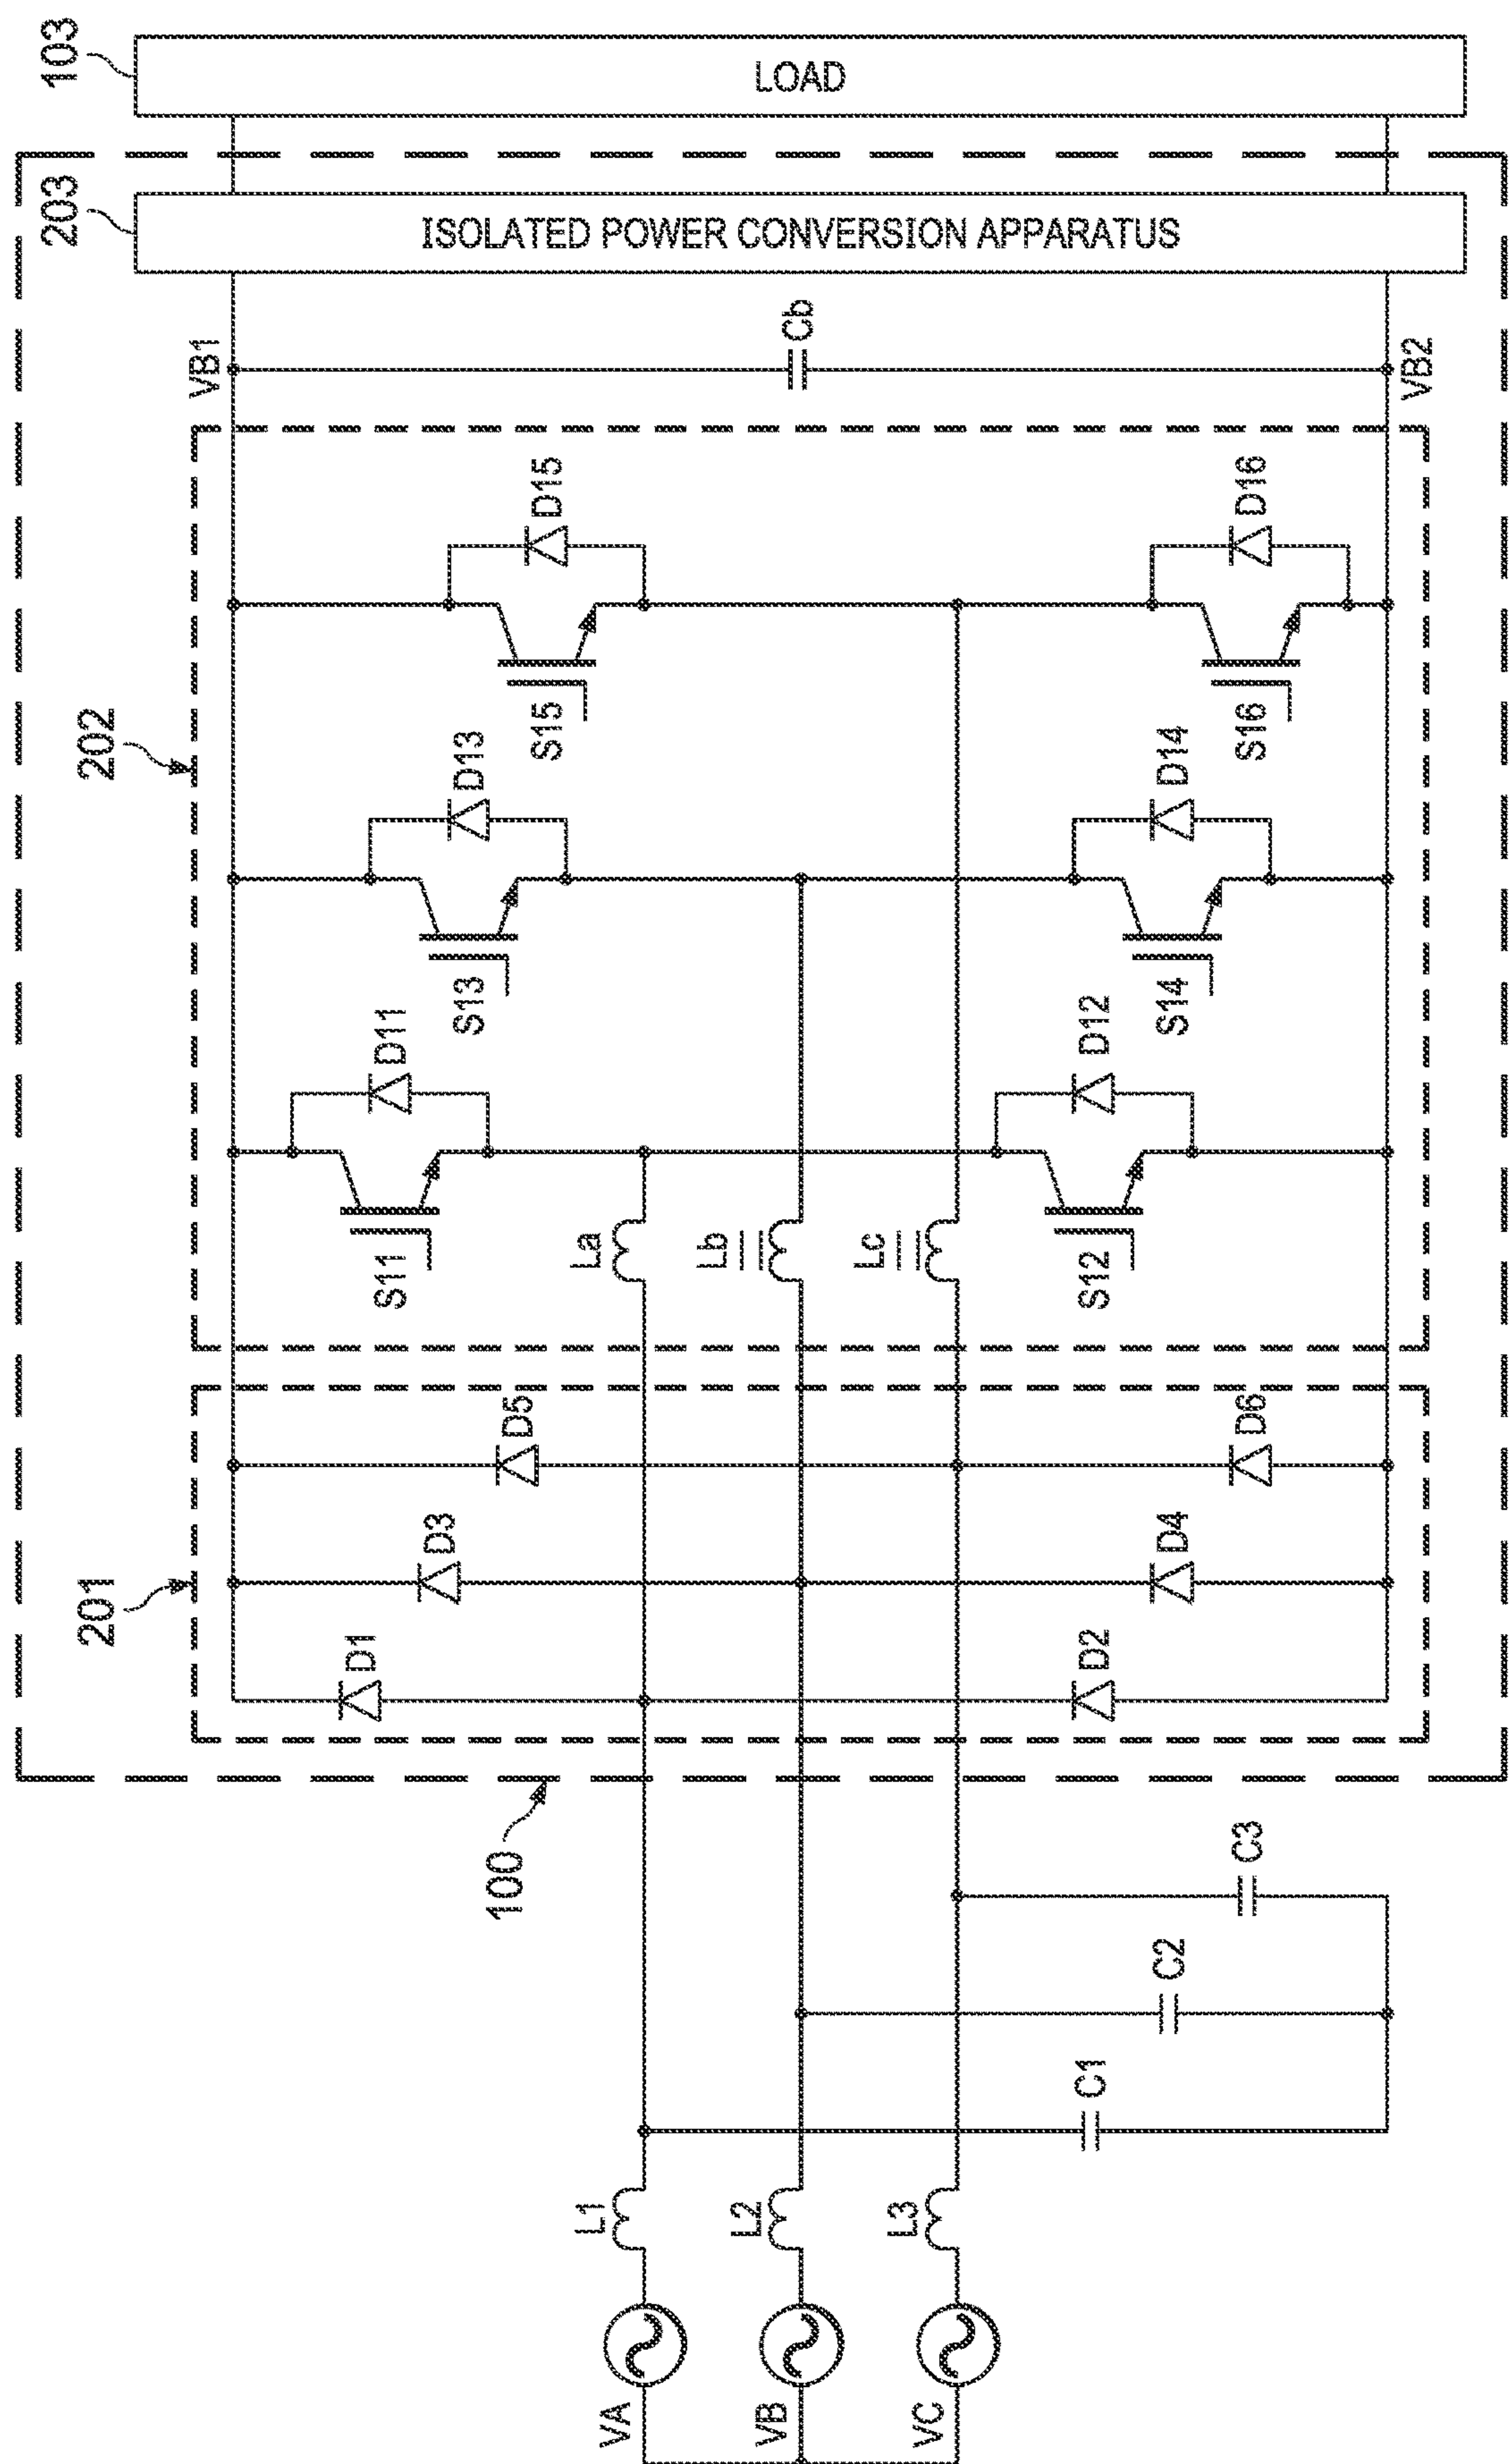 100
201
202
203
103
VA
VB
VC
L1
L2
L3
C1
C2
C3
D1
D3
D5
D2
D4
D6
S11
D11
S13
D13
S15
D15
La
Lb
Lc
S12
D12
S14
D14
S16
D16
VB1
Cb
VB2
ISOLATED POWER CONVERSION APPARATUS
LOAD